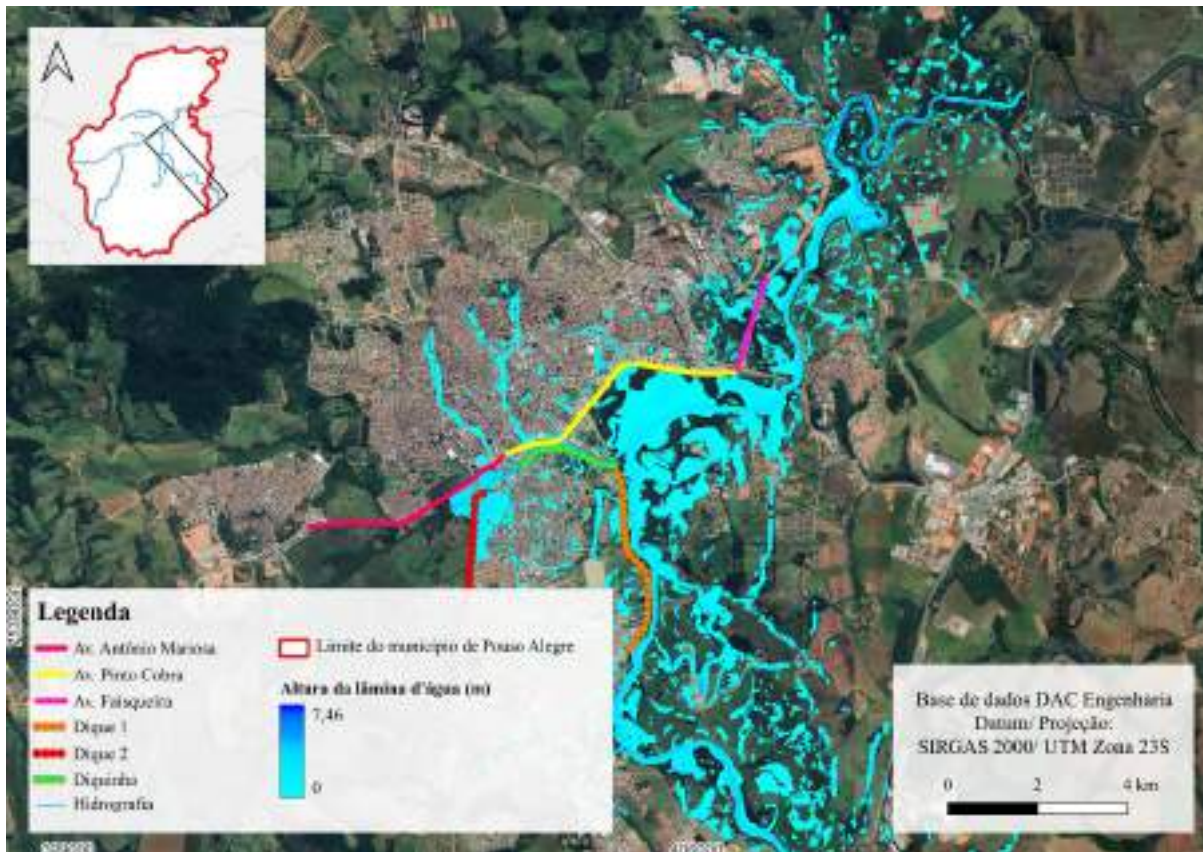 Legenda
Av. Antônio Mariosa
Av. Pinto Cobra
Av. Faisqueira
Dique 1
Dique 2
Diquinho
Hidrografia
Limite do município de Pouso Alegre
Altura da lâmina d'água (m)
7,46
0
Base de dados DAC Engenharia
Datum/ Projeção:
SIRGAS 2000/ UTM Zona 23S
0 2 4 km